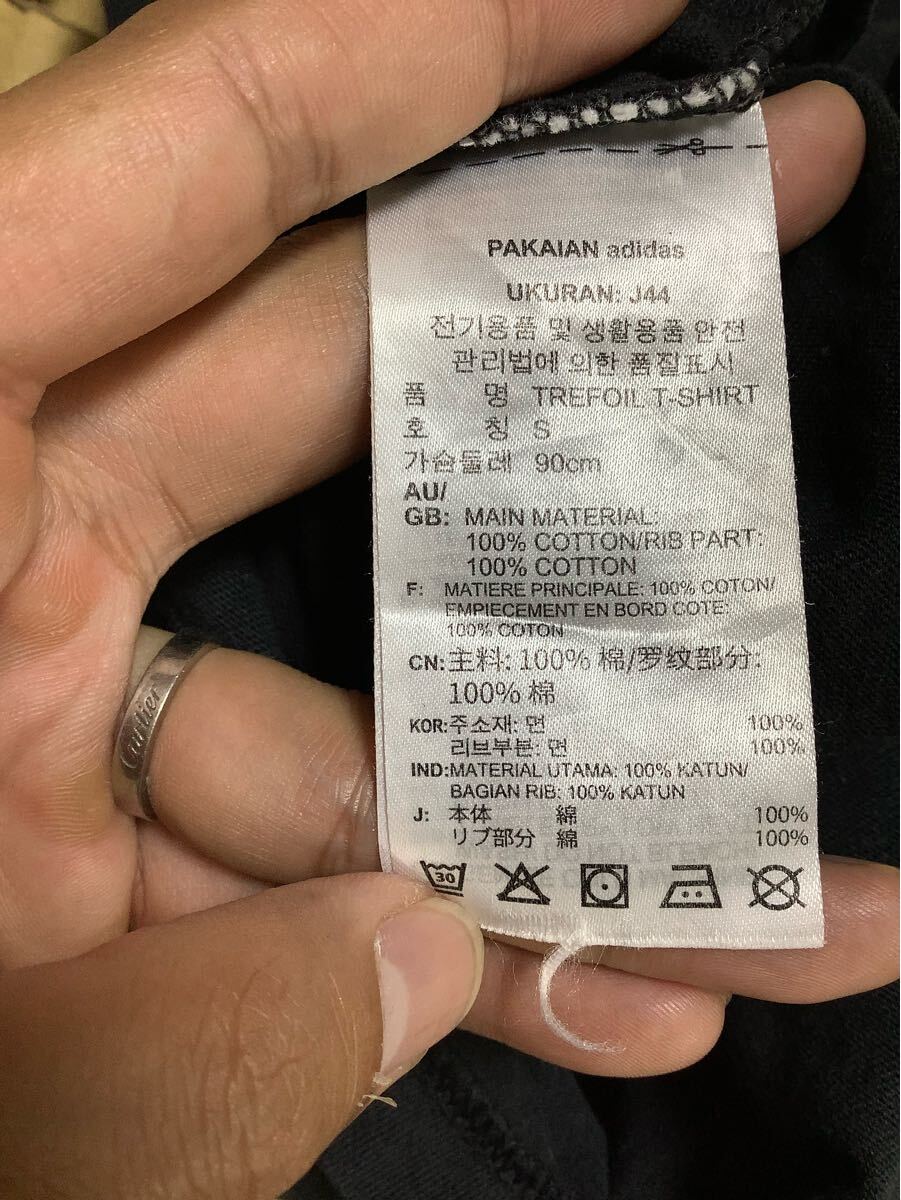 PAKAIAN adidas
UKURAN: J44
전기용품 및 생활용품 안전
관리법에 의한 품질표시
품 명 TREFOIL T-SHIRT
호 칭 S
가슴둘레 90cm
AU/
GB: MAIN MATERIAL:
100% COTTON/RIB PART:
100% COTTON
F: MATIERE PRINCIPALE: 100% COTON/
EMPIECEMENT EN BORD COTE:
100% COTON
CN: 主料: 100% 棉/罗纹部分:
100% 棉
KOR: 주소재: 면 100%
리브부분: 면 100%
IND: MATERIAL UTAMA: 100% KATUN/
BAGIAN RIB: 100% KATUN
J: 本体 綿 100%
リブ部分 綿 100%
30
Cartier